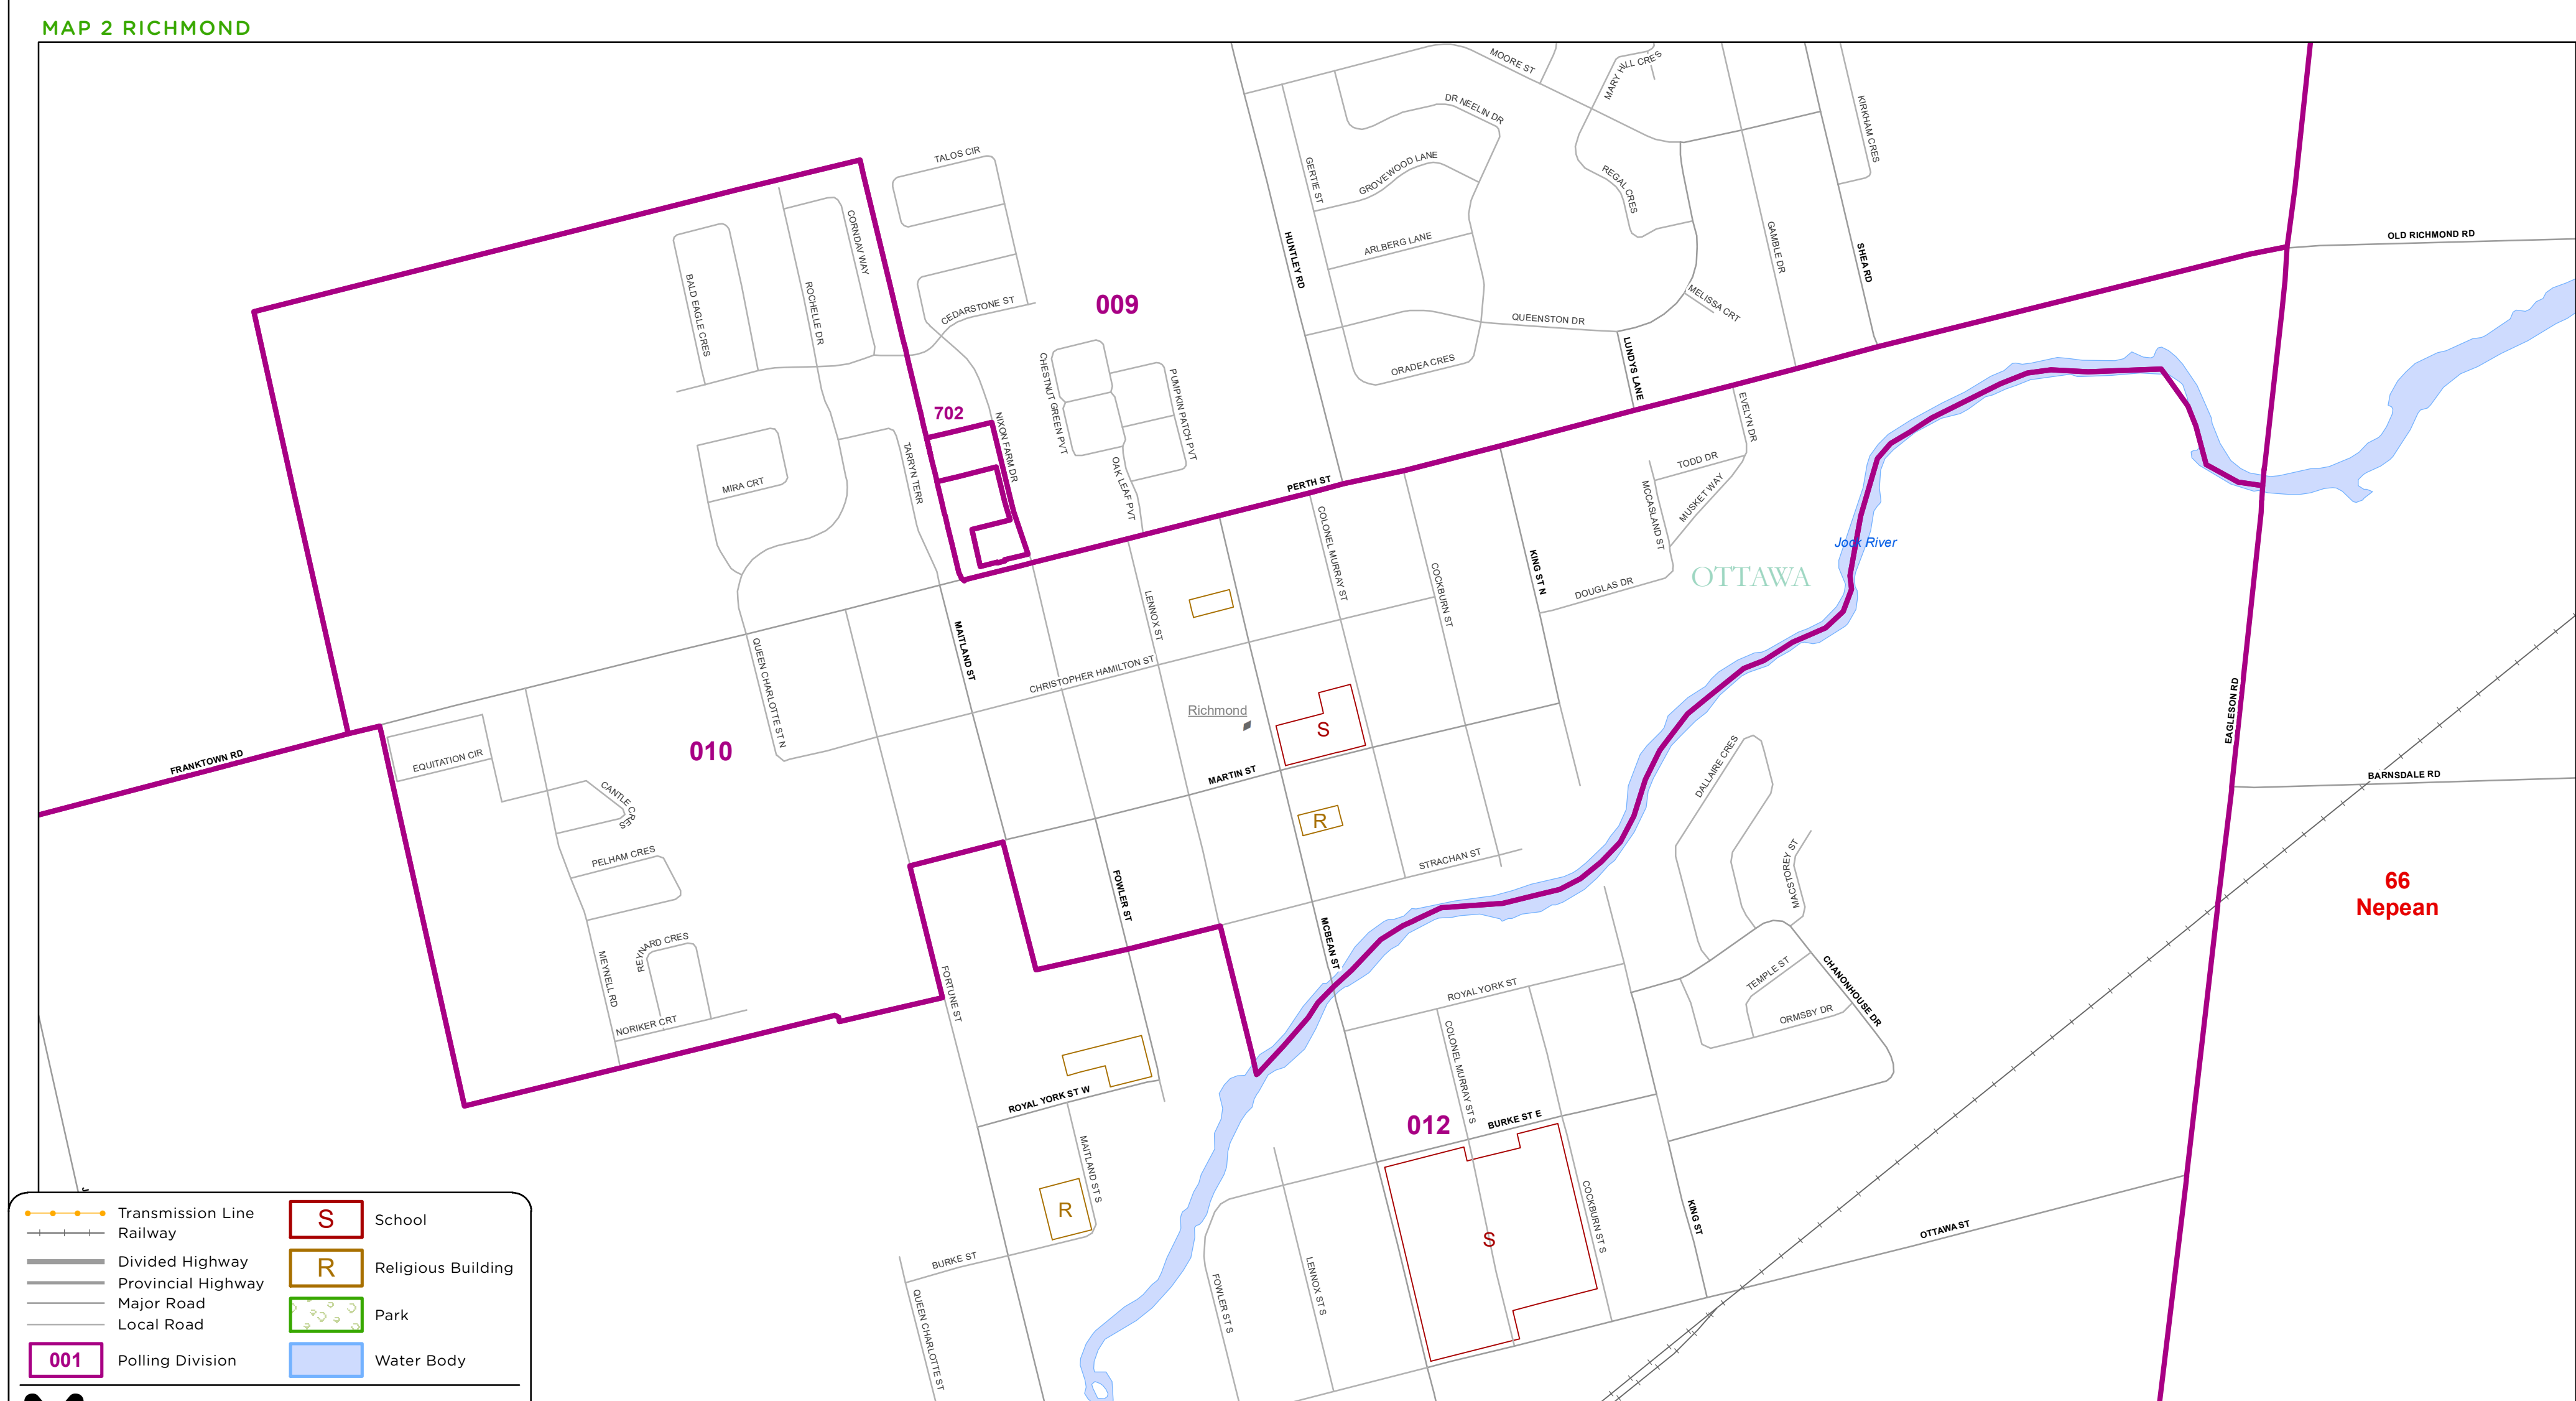 MAP 2 RICHMOND
MOORE ST
MARY HILL CRES
DR NEELIN DR
KIRKHAM CRES
TALOS CIR
GERTIE ST
GROVEWOOD LANE
REGAL CRES
CORNDAV WAY
HUNTLEY RD
ARLBERG LANE
GAMBLE DR
SHEA RD
OLD RICHMOND RD
BALD EAGLE CRES
ROCHELLE DR
CEDARSTONE ST
009
MELISSA CRT
QUEENSTON DR
CHESTNUT GREEN PVT
PUMPKIN PATCH PVT
ORADEA CRES
LUNDYS LANE
702
NIXON FARM DR
EVELYN DR
TARRYN TERR
MIRA CRT
OAK LEAF PVT
PERTH ST
TODD DR
MCCASLAND ST
MUSKET WAY
COLONEL MURRAY ST
KING ST N
Jock River
COCKBURN ST
DOUGLAS DR
OTTAWA
LENNOX ST
MAITLAND ST
QUEEN CHARLOTTE ST N
CHRISTOPHER HAMILTON ST
Richmond
S
EAGLESON RD
010
FRANKTOWN RD
EQUITATION CIR
MARTIN ST
DALLAIRE CRES
BARNSDALE RD
CANTLE CRES
R
PELHAM CRES
STRACHAN ST
MACSTOREY ST
66
Nepean
FOWLER ST
MCBEAN ST
REYNARD CRES
MEYNELL RD
FORTUNE ST
ROYAL YORK ST
TEMPLE ST
CHANONHOUSE DR
NORIKER CRT
ORMSBY DR
COLONEL MURRAY ST S
ROYAL YORK ST W
012
BURKE ST E
MAITLAND ST S
R
S
COCKBURN ST S
KING ST
OTTAWA ST
BURKE ST
FOWLER ST S
LENNOX ST S
QUEEN CHARLOTTE ST
Transmission Line
Railway
Divided Highway
Provincial Highway
Major Road
Local Road
001 Polling Division
S School
R Religious Building
Park
Water Body